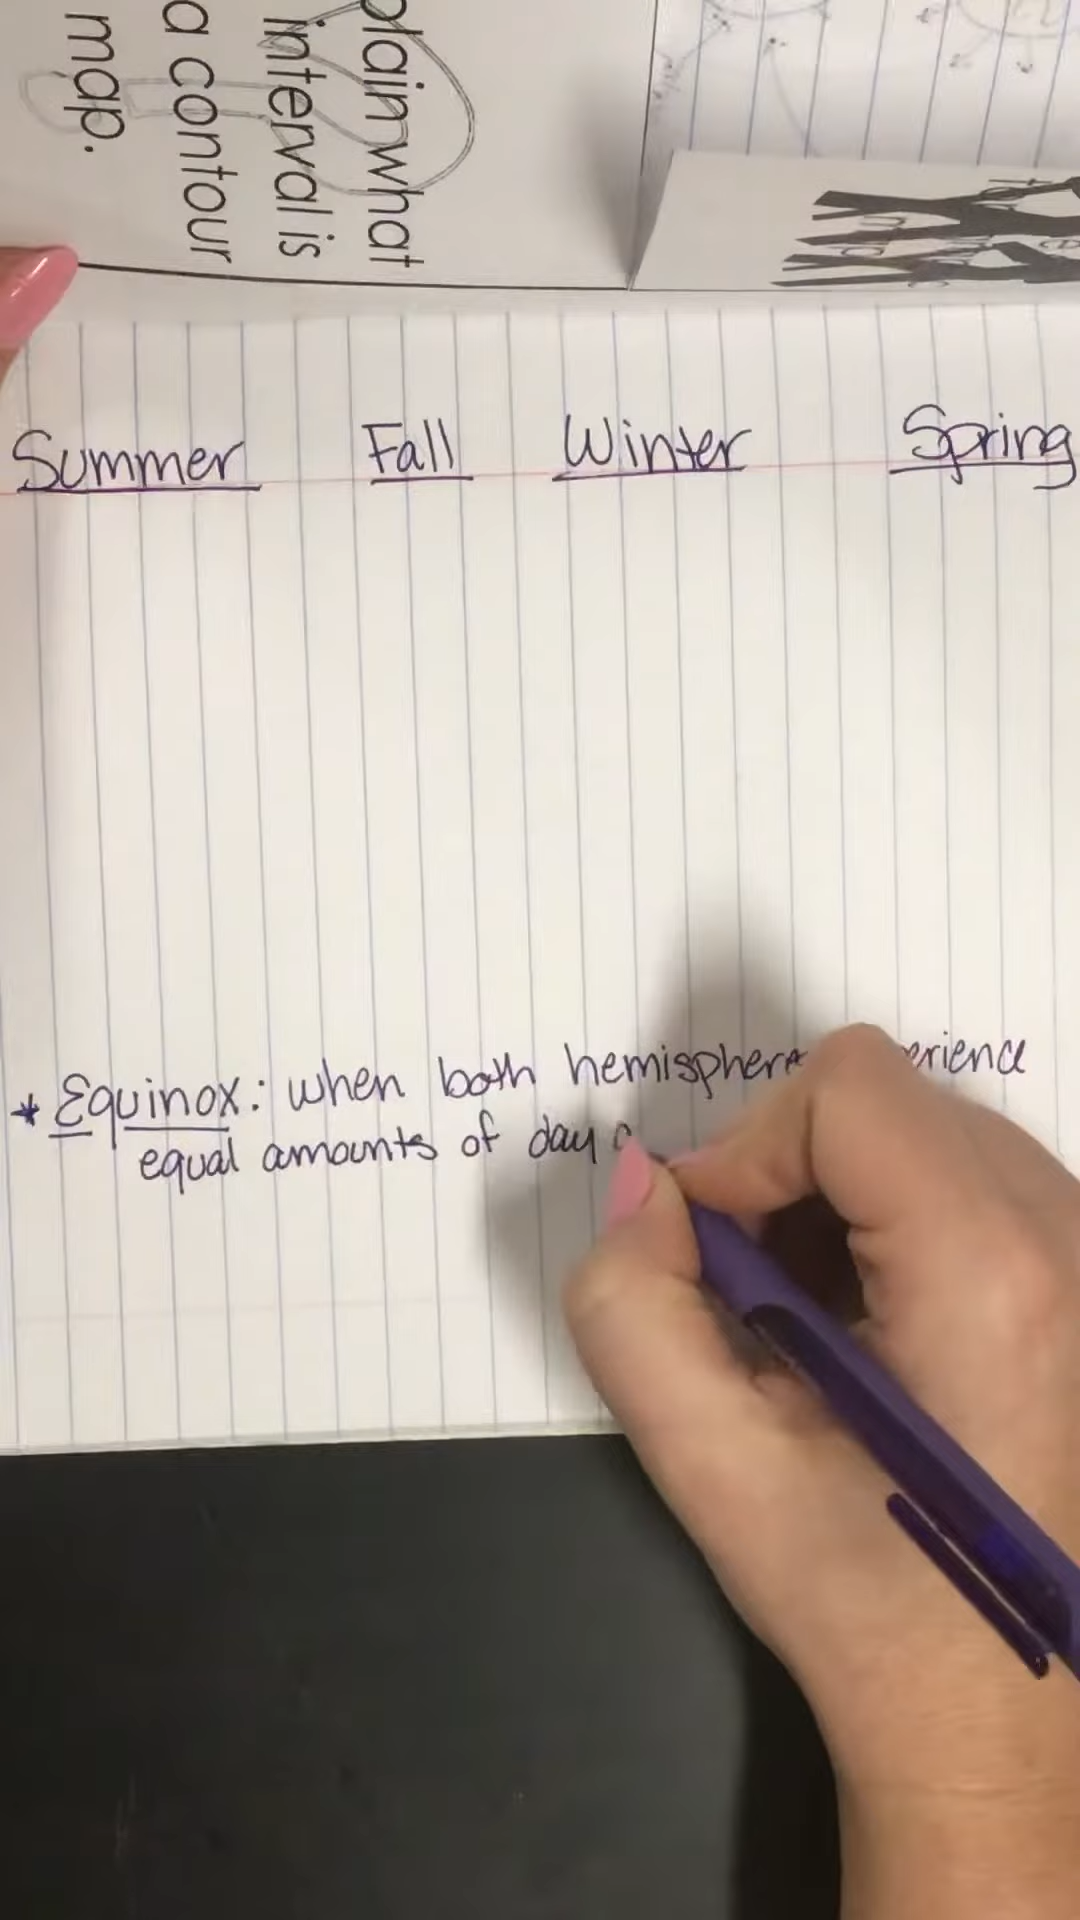 plain what
interval is
a contour
map.
Summer Fall Winter Spring
* Equinox: when both hemisphere
equal amounts of day